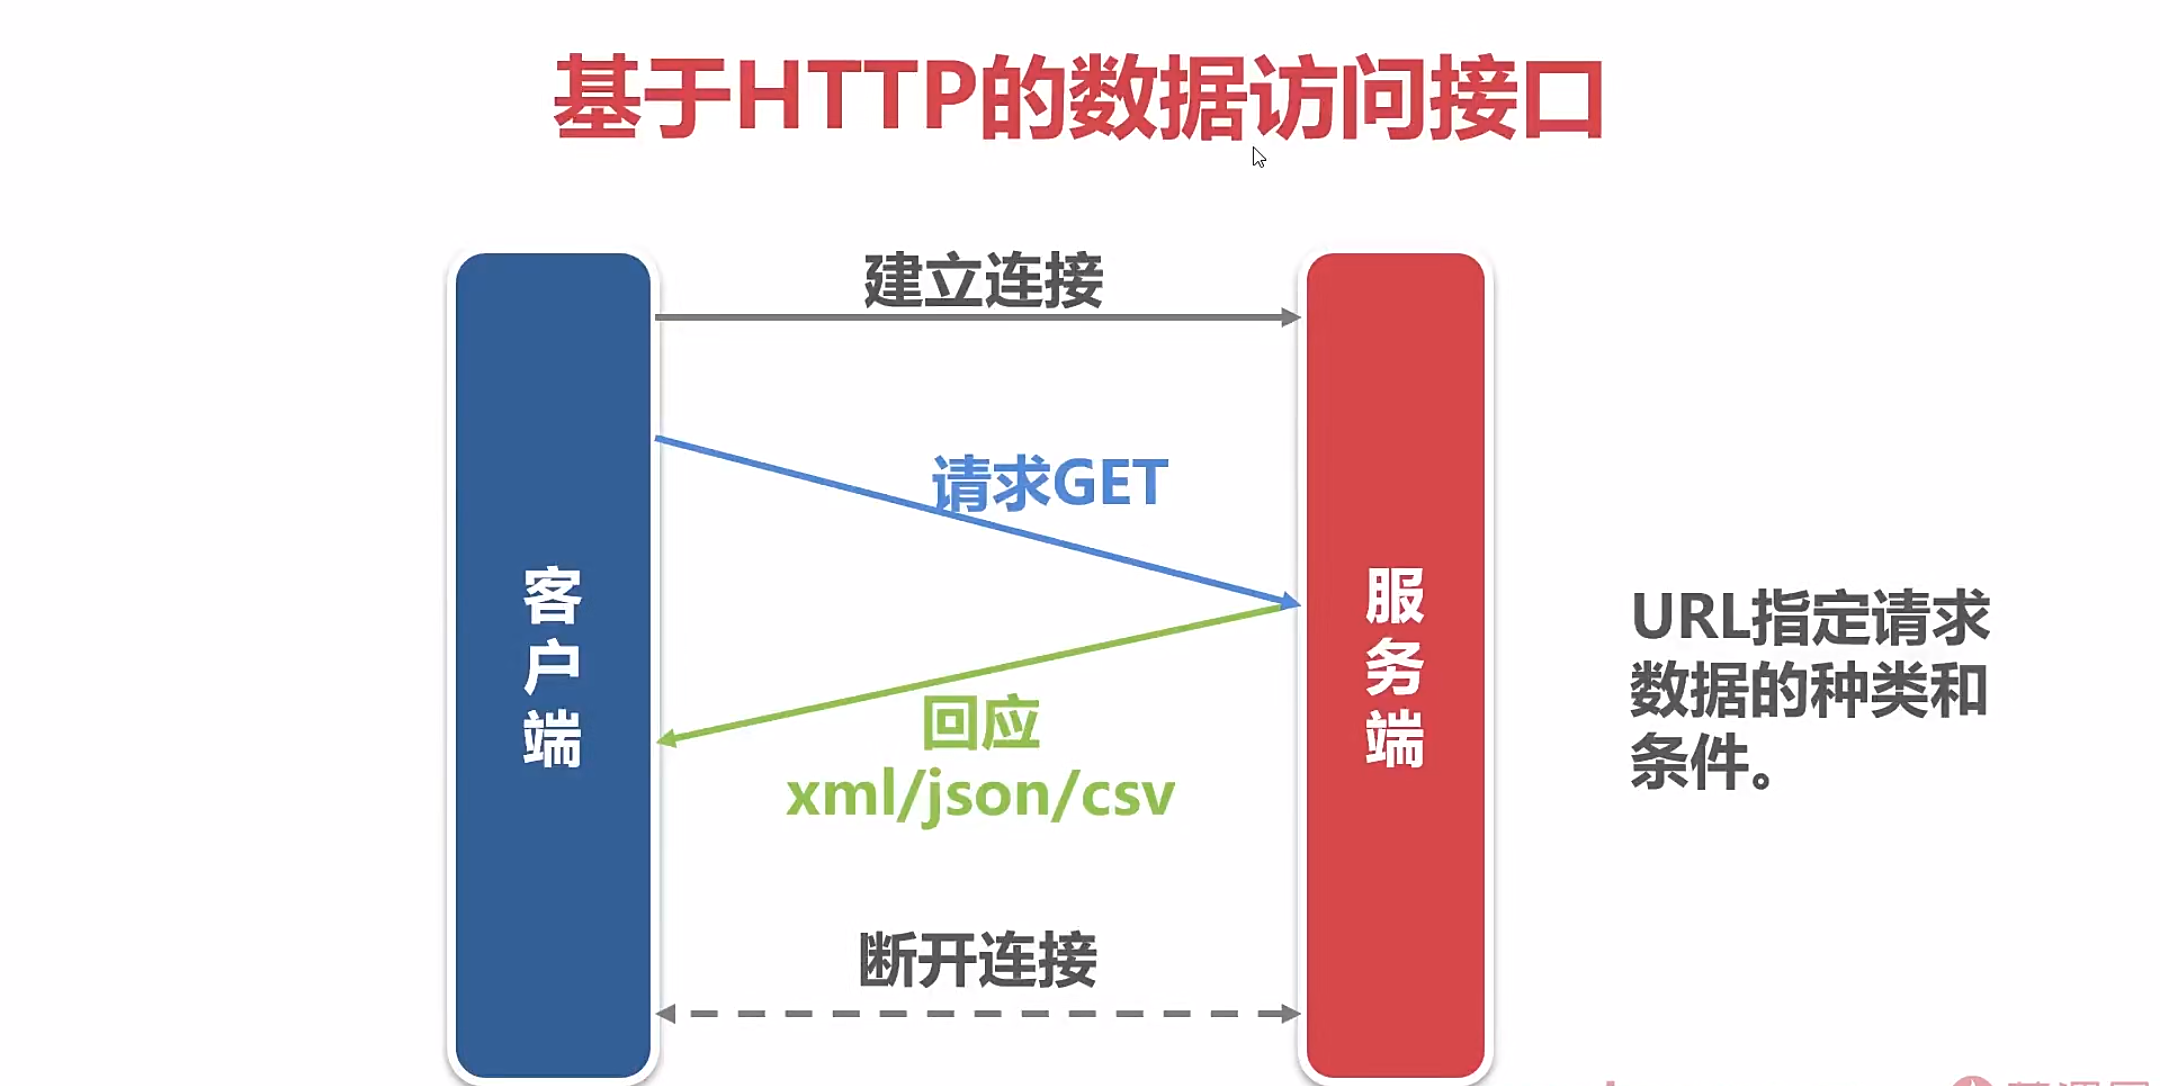 基于HTTP的数据访问接口
建立连接
请求GET
客户端
服务端
URL指定请求
数据的种类和
条件。
回应
xml/json/csv
断开连接